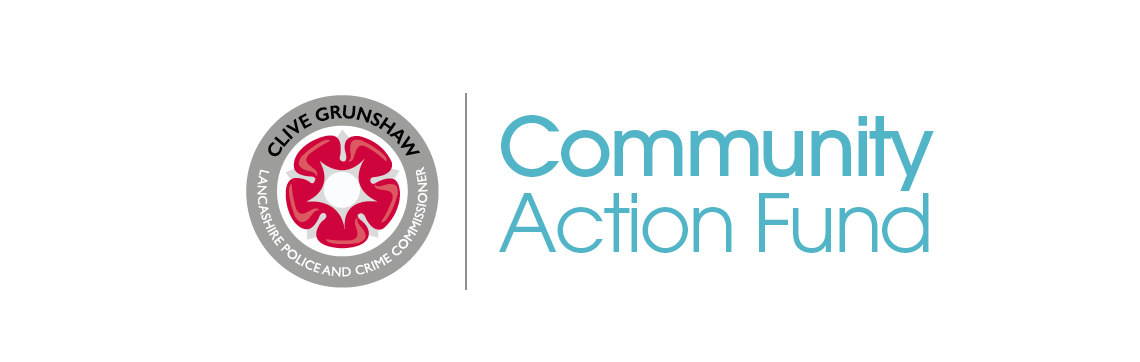 CLIVE GRUNSHAW
LANCASHIRE POLICE AND CRIME COMMISSIONER
Community
Action Fund